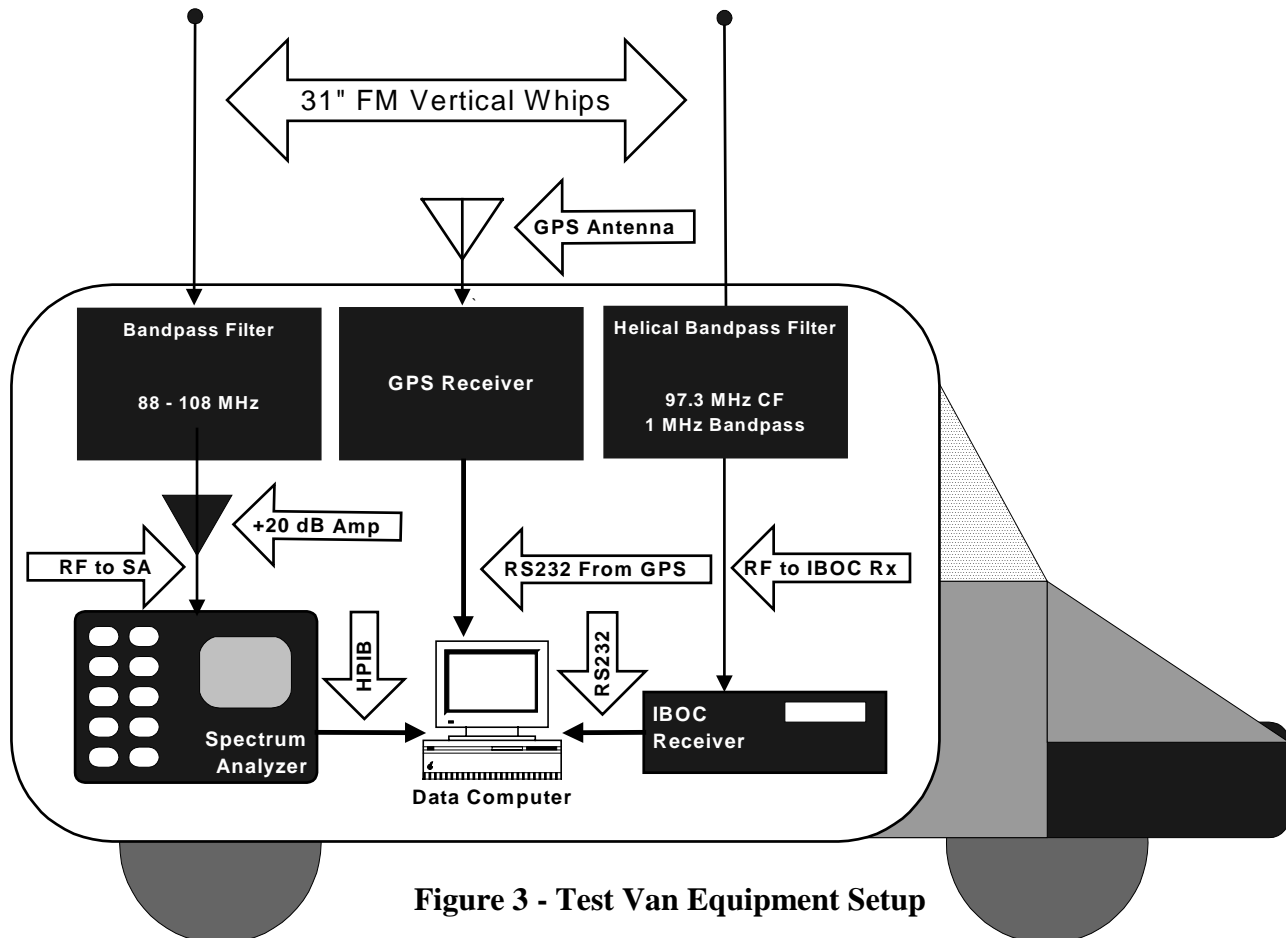 31" FM Vertical Whips
GPS Antenna
Bandpass Filter
88 - 108 MHz
GPS Receiver
Helical Bandpass Filter
97.3 MHz CF
1 MHz Bandpass
+20 dB Amp
RF to SA
RS232 From GPS
RF to IBOC Rx
HPIB
RS232
Spectrum
Analyzer
IBOC
Receiver
Data Computer
Figure 3 - Test Van Equipment Setup